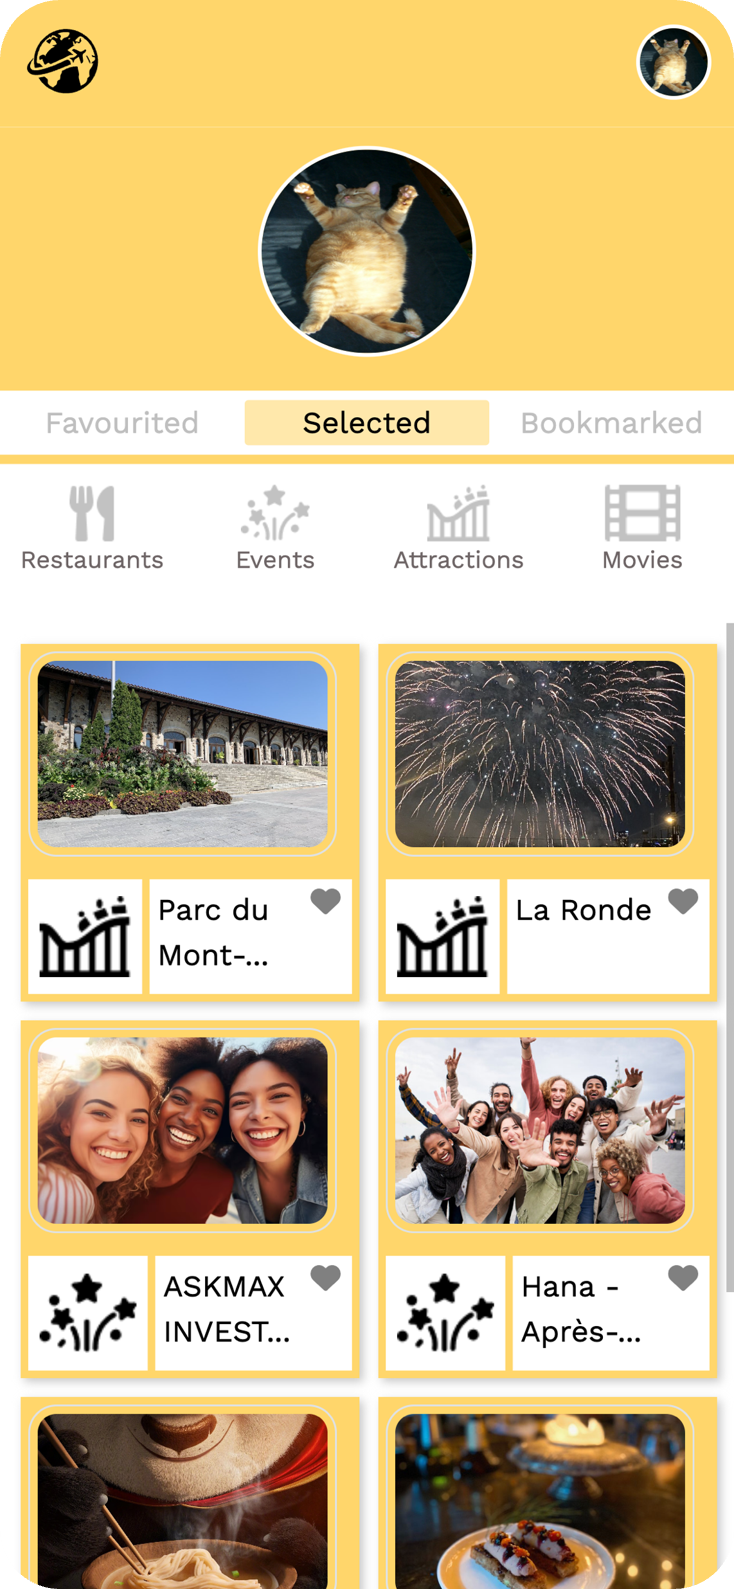 Favourited Selected Bookmarked
Restaurants Events Attractions Movies
Parc du
Mont-...
La Ronde
ASKMAX
INVEST...
Hana -
Après-...